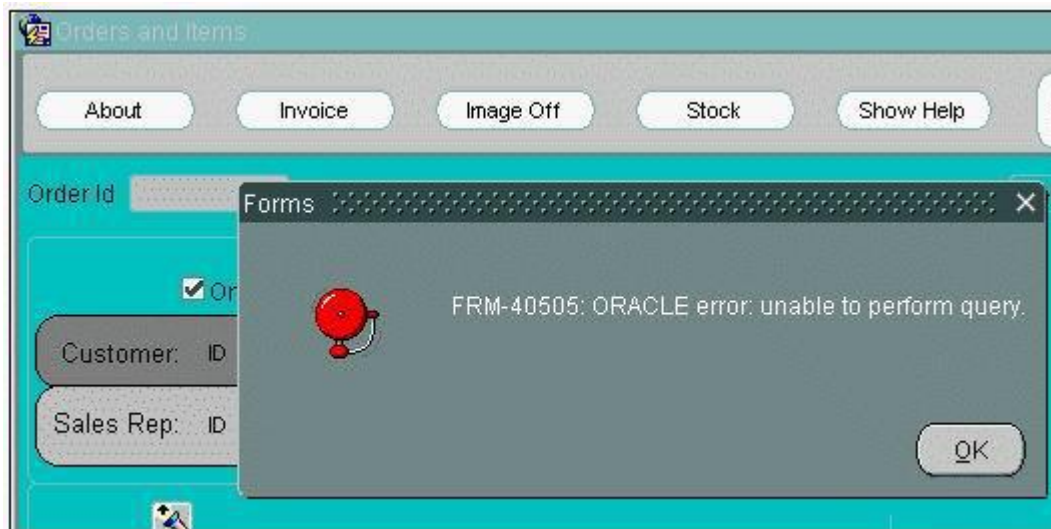 Orders and Items
About Invoice Image Off Stock Show Help
Order Id
Forms
FRM-40505: ORACLE error: unable to perform query.
Customer: ID
Sales Rep: ID
OK